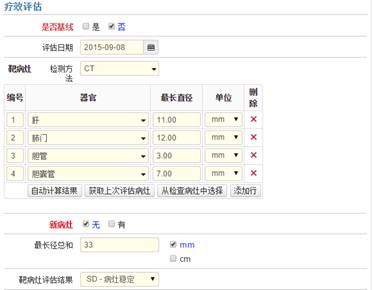 疗效评估
是否基线 是 否
评估日期 2015-09-08
靶病灶 检测方法 CT
编号 器官 最长直径 单位 删除
1 肝 11.00 mm ×
2 肠门 12.00 mm ×
3 胆管 3.00 mm ×
4 胆囊管 7.00 mm ×
自动计算结果 获取上次评估病灶 从检查病灶中选择 添加行
新病灶 无 有
最长径总和 33 mm
cm
靶病灶评估结果 SD - 病灶稳定